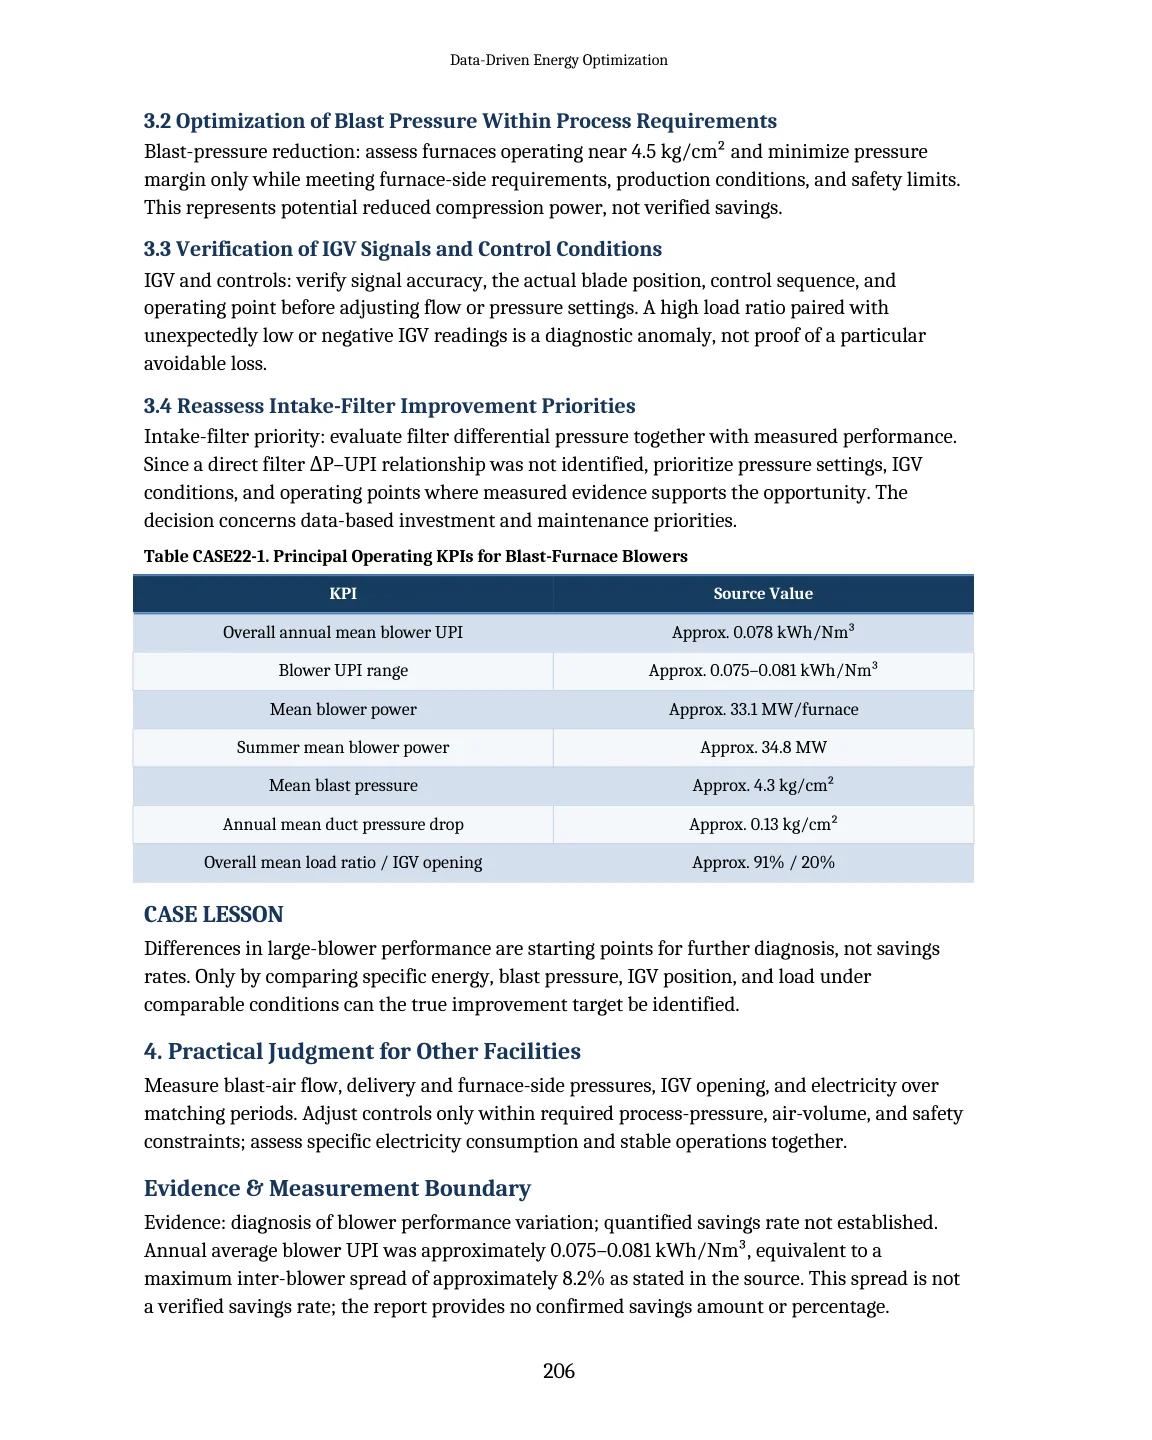 Data-Driven Energy Optimization
3.2 Optimization of Blast Pressure Within Process Requirements
Blast-pressure reduction: assess furnaces operating near 4.5 kg/cm² and minimize pressure
margin only while meeting furnace-side requirements, production conditions, and safety limits.
This represents potential reduced compression power, not verified savings.
3.3 Verification of IGV Signals and Control Conditions
IGV and controls: verify signal accuracy, the actual blade position, control sequence, and
operating point before adjusting flow or pressure settings. A high load ratio paired with
unexpectedly low or negative IGV readings is a diagnostic anomaly, not proof of a particular
avoidable loss.
3.4 Reassess Intake-Filter Improvement Priorities
Intake-filter priority: evaluate filter differential pressure together with measured performance.
Since a direct filter ΔP–UPI relationship was not identified, prioritize pressure settings, IGV
conditions, and operating points where measured evidence supports the opportunity. The
decision concerns data-based investment and maintenance priorities.
Table CASE22-1. Principal Operating KPIs for Blast-Furnace Blowers
KPI Source Value
Overall annual mean blower UPI Approx. 0.078 kWh/Nm³
Blower UPI range Approx. 0.075–0.081 kWh/Nm³
Mean blower power Approx. 33.1 MW/furnace
Summer mean blower power Approx. 34.8 MW
Mean blast pressure Approx. 4.3 kg/cm²
Annual mean duct pressure drop Approx. 0.13 kg/cm²
Overall mean load ratio / IGV opening Approx. 91% / 20%
CASE LESSON
Differences in large-blower performance are starting points for further diagnosis, not savings
rates. Only by comparing specific energy, blast pressure, IGV position, and load under
comparable conditions can the true improvement target be identified.
4. Practical Judgment for Other Facilities
Measure blast-air flow, delivery and furnace-side pressures, IGV opening, and electricity over
matching periods. Adjust controls only within required process-pressure, air-volume, and safety
constraints; assess specific electricity consumption and stable operations together.
Evidence & Measurement Boundary
Evidence: diagnosis of blower performance variation; quantified savings rate not established.
Annual average blower UPI was approximately 0.075–0.081 kWh/Nm³, equivalent to a
maximum inter-blower spread of approximately 8.2% as stated in the source. This spread is not
a verified savings rate; the report provides no confirmed savings amount or percentage.
206